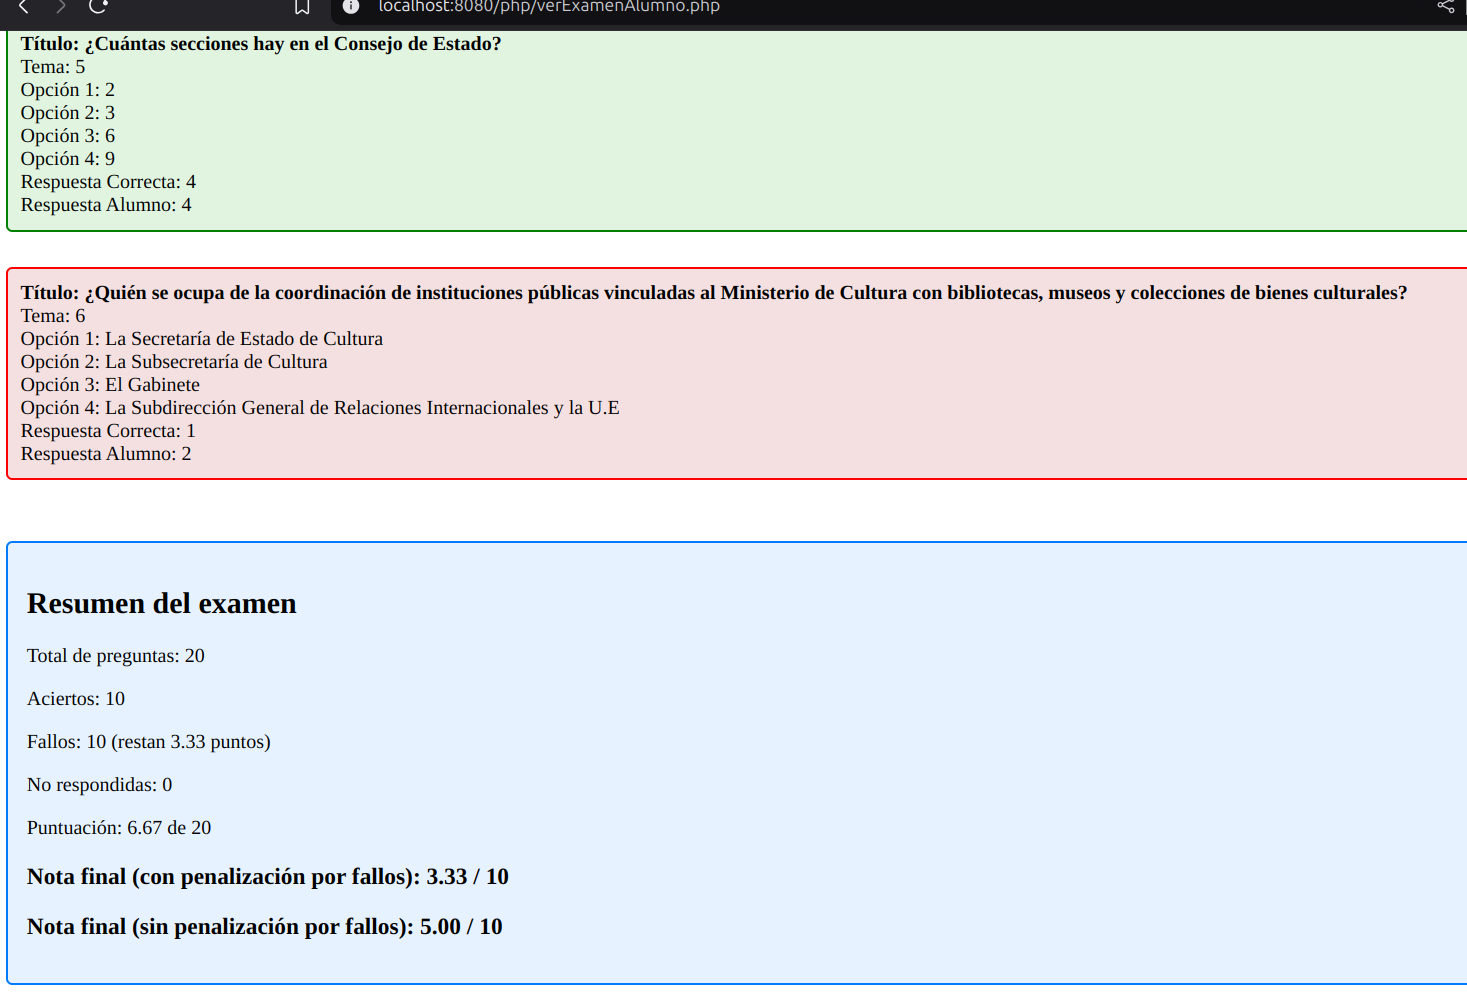 localhost:8080/php/verExamenAlumno.php
Título: ¿Cuántas secciones hay en el Consejo de Estado?
Tema: 5
Opción 1: 2
Opción 2: 3
Opción 3: 6
Opción 4: 9
Respuesta Correcta: 4
Respuesta Alumno: 4
Título: ¿Quién se ocupa de la coordinación de instituciones públicas vinculadas al Ministerio de Cultura con bibliotecas, museos y colecciones de bienes culturales?
Tema: 6
Opción 1: La Secretaría de Estado de Cultura
Opción 2: La Subsecretaría de Cultura
Opción 3: El Gabinete
Opción 4: La Subdirección General de Relaciones Internacionales y la U.E
Respuesta Correcta: 1
Respuesta Alumno: 2
Resumen del examen
Total de preguntas: 20
Aciertos: 10
Fallos: 10 (restan 3.33 puntos)
No respondidas: 0
Puntuación: 6.67 de 20
Nota final (con penalización por fallos): 3.33 / 10
Nota final (sin penalización por fallos): 5.00 / 10